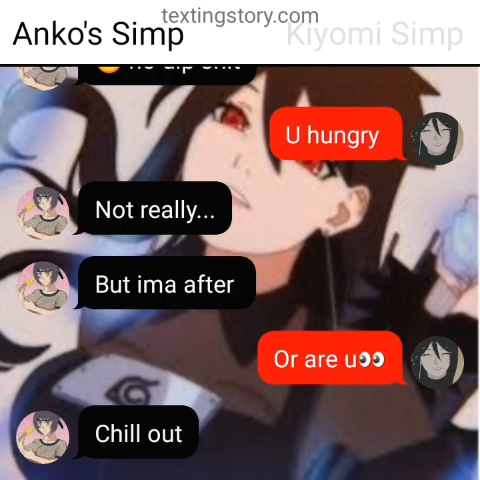 textingstory.com
Anko's Simp
Kiyomi Simp
U hungry
Not really...
But ima after
Or are u👀
Chill out